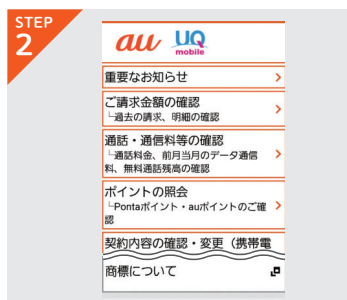 STEP
2
au UQ
mobile
重要なお知らせ
ご請求金額の確認
└過去の請求、明細の確認
通話・通信料等の確認
└通話料金、前月当月のデータ通信
料、無料通話残高の確認
ポイントの照会
└Pontaポイント・auポイントのご確
認
契約内容の確認・変更（携帯電
商標について